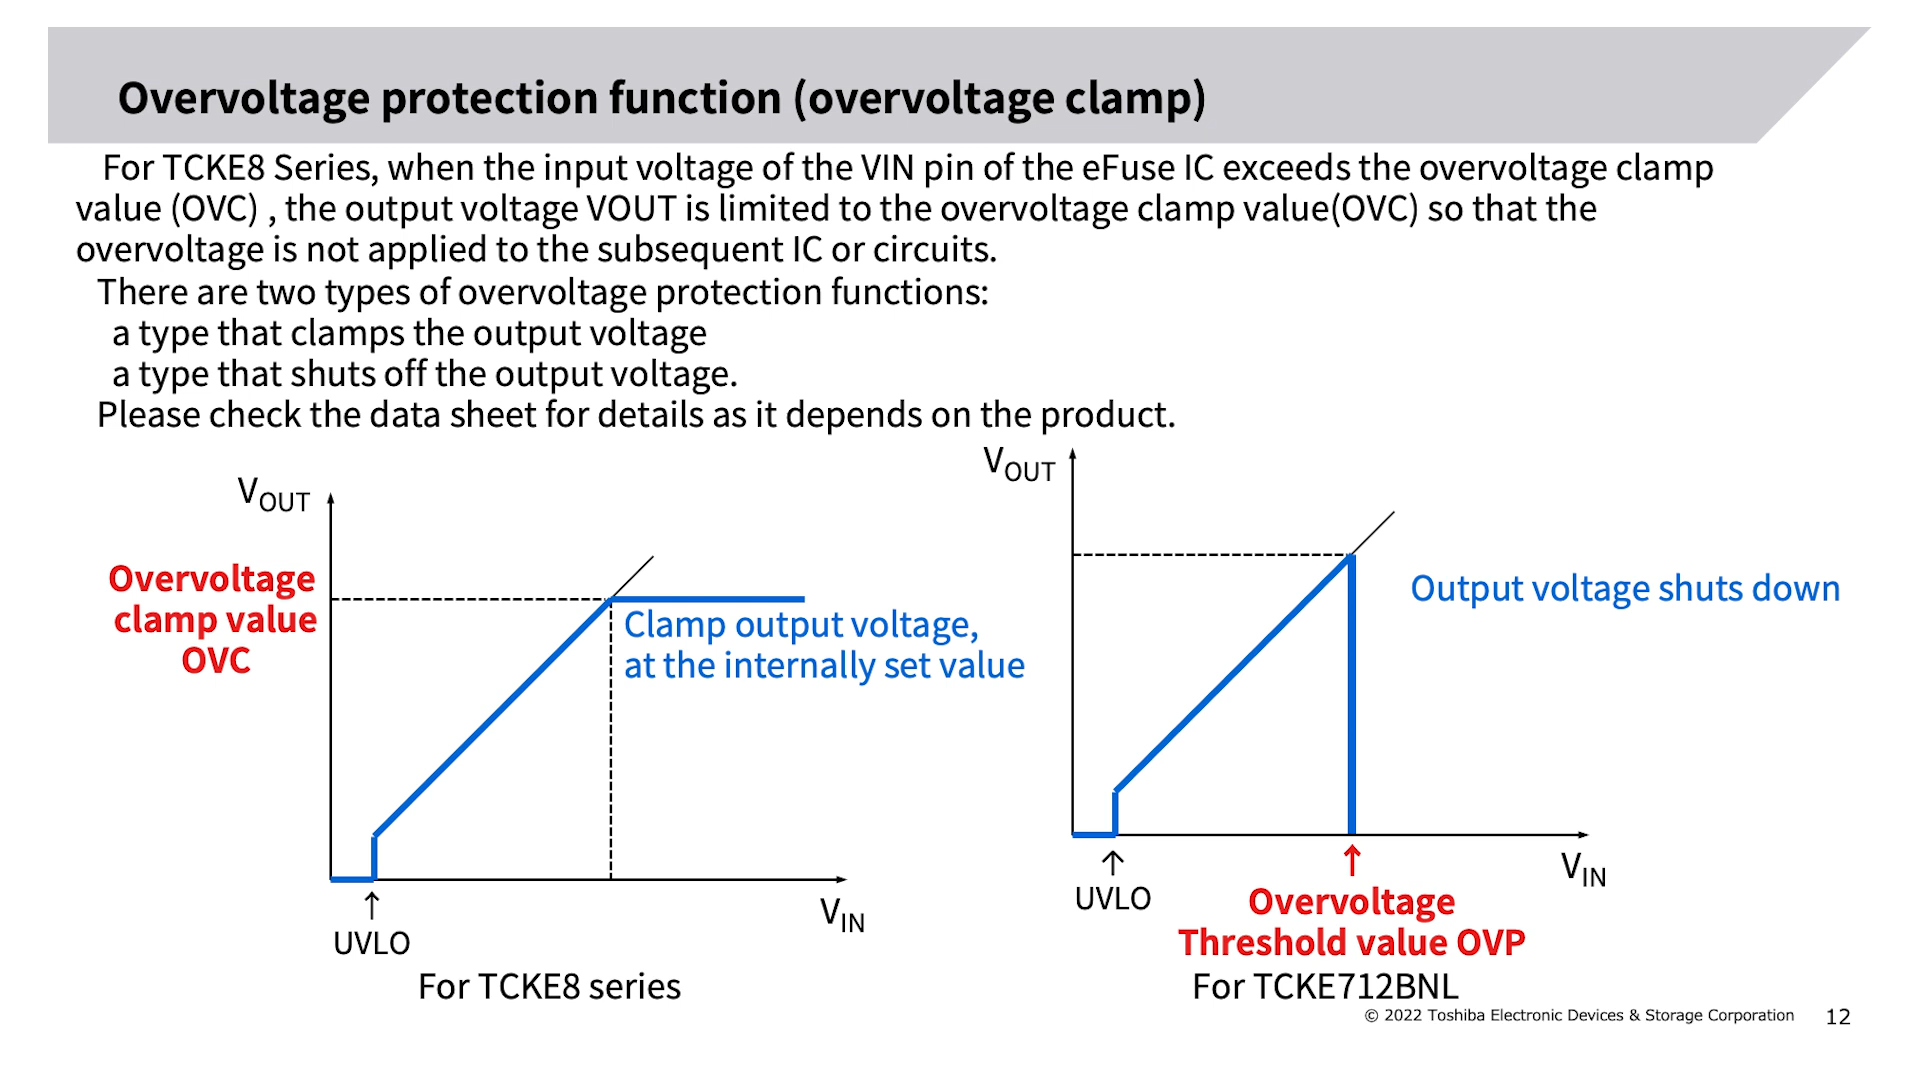 Overvoltage protection function (overvoltage clamp)
For TCKE8 Series, when the input voltage of the VIN pin of the eFuse IC exceeds the overvoltage clamp
value (OVC) , the output voltage VOUT is limited to the overvoltage clamp value(OVC) so that the
overvoltage is not applied to the subsequent IC or circuits.
There are two types of overvoltage protection functions:
a type that clamps the output voltage
a type that shuts off the output voltage.
Please check the data sheet for details as it depends on the product.
VOUT
Overvoltage
clamp value
OVC
Clamp output voltage,
at the internally set value
↑
UVLO
VIN
For TCKE8 series
VOUT
Output voltage shuts down
↑
UVLO
↑
Overvoltage
Threshold value OVP
VIN
For TCKE712BNL
© 2022 Toshiba Electronic Devices & Storage Corporation
12